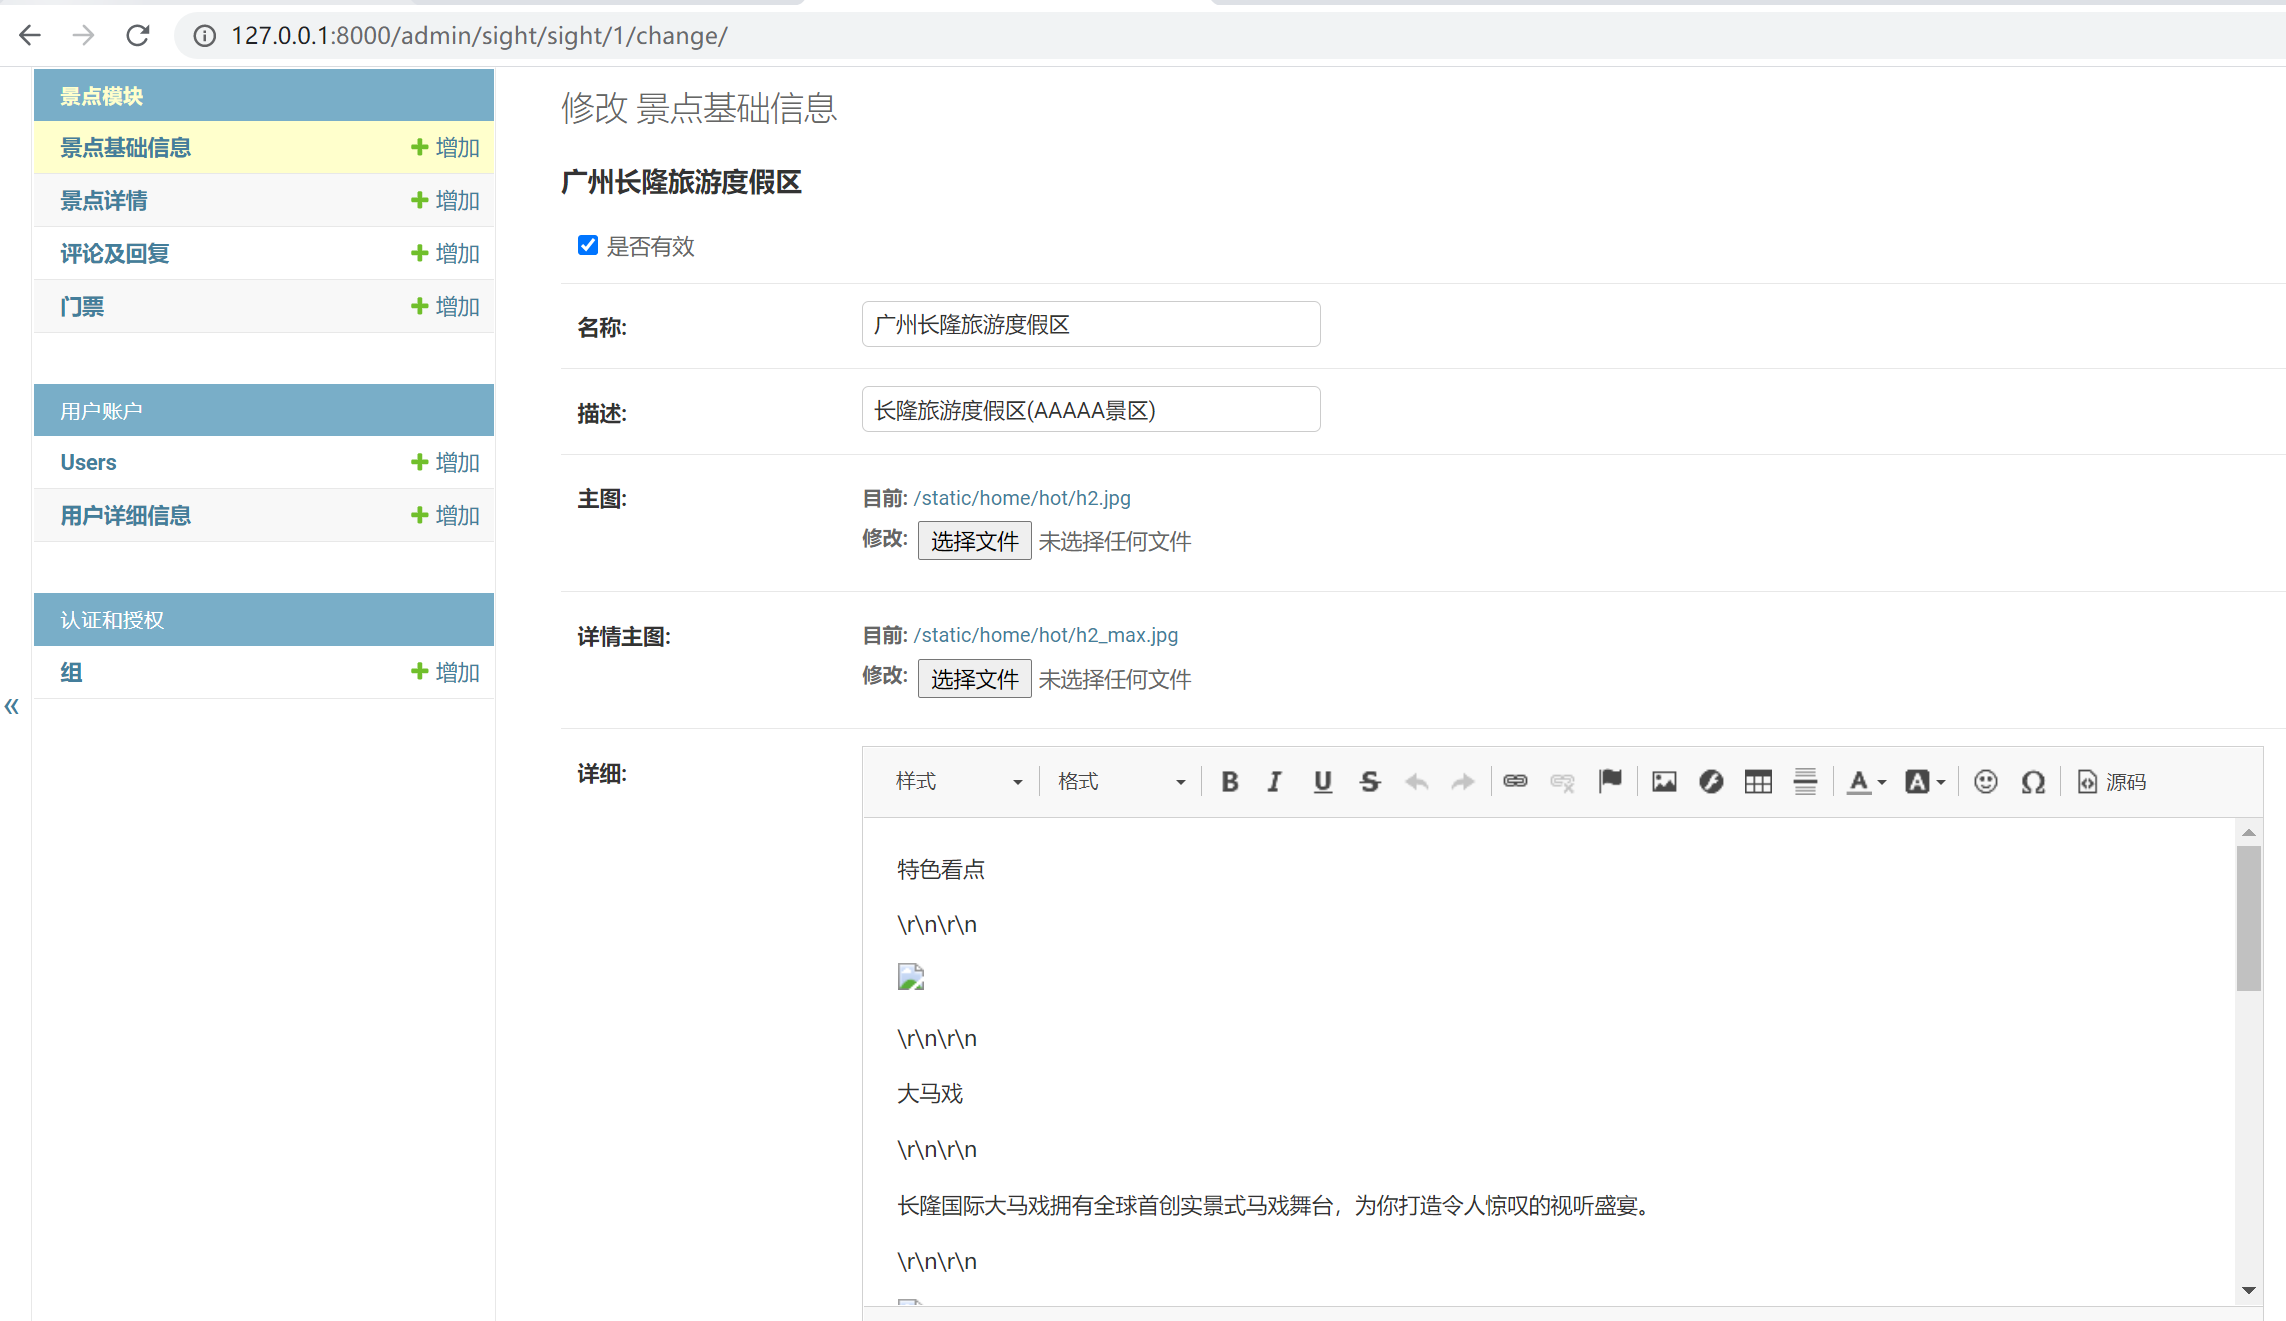 127.0.0.1:8000/admin/sight/sight/1/change/
景点模块
景点基础信息 增加
景点详情 增加
评论及回复 增加
门票 增加
用户账户
Users 增加
用户详细信息 增加
认证和授权
组 增加
«
修改 景点基础信息
广州长隆旅游度假区
是否有效
名称: 广州长隆旅游度假区
描述: 长隆旅游度假区(AAAAA景区)
主图: 目前: /static/home/hot/h2.jpg
修改: 选择文件 未选择任何文件
详情主图: 目前: /static/home/hot/h2_max.jpg
修改: 选择文件 未选择任何文件
详细: 样式 格式 B I U S A A Ω 源码
特色看点
\r\n\r\n
\r\n\r\n
大马戏
\r\n\r\n
长隆国际大马戏拥有全球首创实景式马戏舞台，为你打造令人惊叹的视听盛宴。
\r\n\r\n